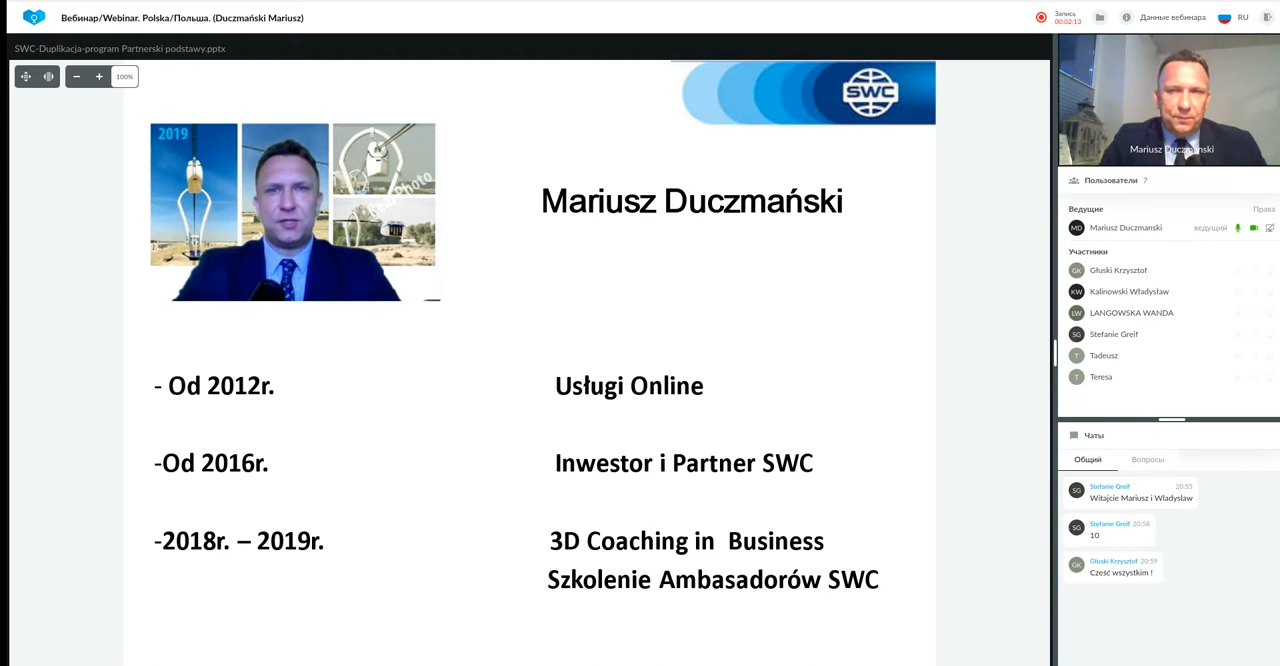 Вебинар/Webinar. Polska/Польша. (Duczmański Mariusz)
Запись
00:02:13
Данные вебинара
RU
SWC-Duplikacja-program Partnerski podstawy.pptx
100%
SWC
2019
Real photo
Mariusz Duczmański
- Od 2012r. Usługi Online
-Od 2016r. Inwestor i Partner SWC
-2018r. – 2019r. 3D Coaching in Business
Szkolenie Ambasadorów SWC
Mariusz Duczmanski
Пользователи 7
Ведущие Права
MD Mariusz Duczmanski ведущий
Участники
GK Głuski Krzysztof
KW Kalinowski Władysław
LW LANGOWSKA WANDA
SG Stefanie Greif
T Tadeusz
T Teresa
Чаты
Общий Вопросы
SG Stefanie Greif 20:55
Witajcie Mariusz i Wladyslaw
SG Stefanie Greif 20:58
10
GK Głuski Krzysztof 20:59
Cześć wszystkim !